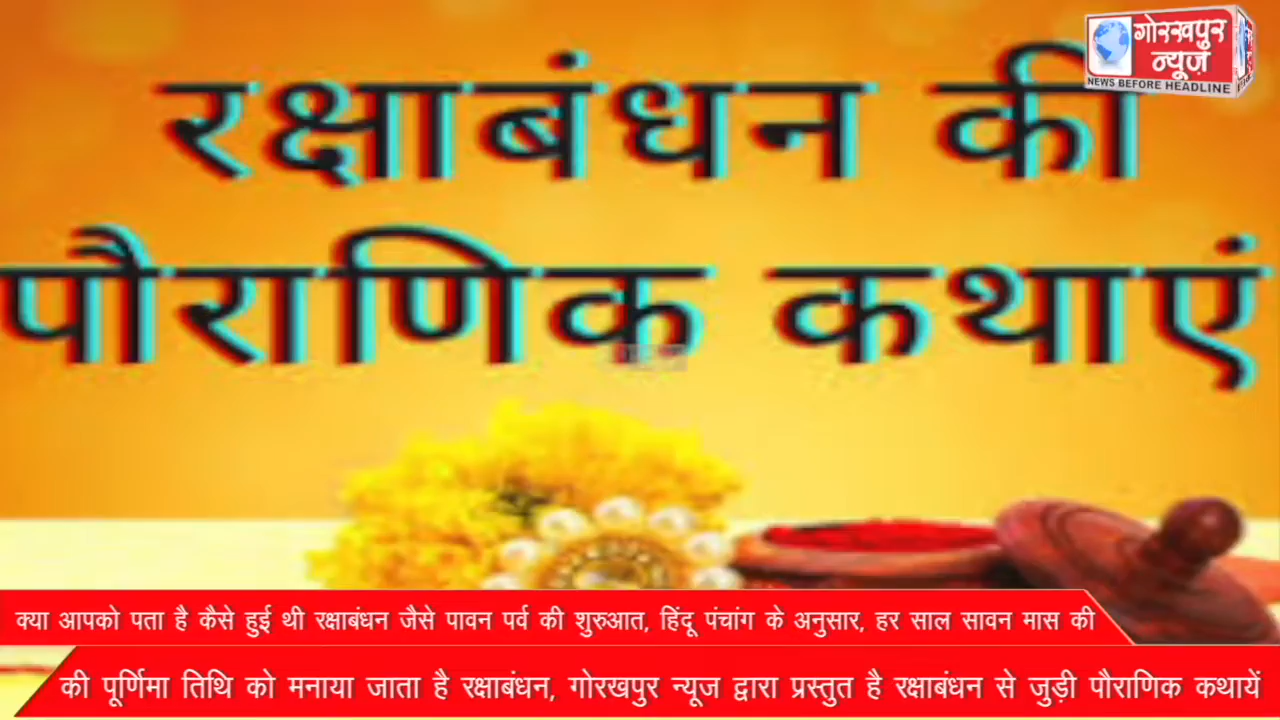 गोरखपुर
न्यूज़
NEWS BEFORE HEADLINE
रक्षाबंधन की
पौराणिक कथाएं
क्या आपको पता है कैसे हुई थी रक्षाबंधन जैसे पावन पर्व की शुरुआत, हिंदू पंचांग के अनुसार, हर साल सावन मास की
की पूर्णिमा तिथि को मनाया जाता है रक्षाबंधन, गोरखपुर न्यूज द्वारा प्रस्तुत है रक्षाबंधन से जुड़ी पौराणिक कथायें